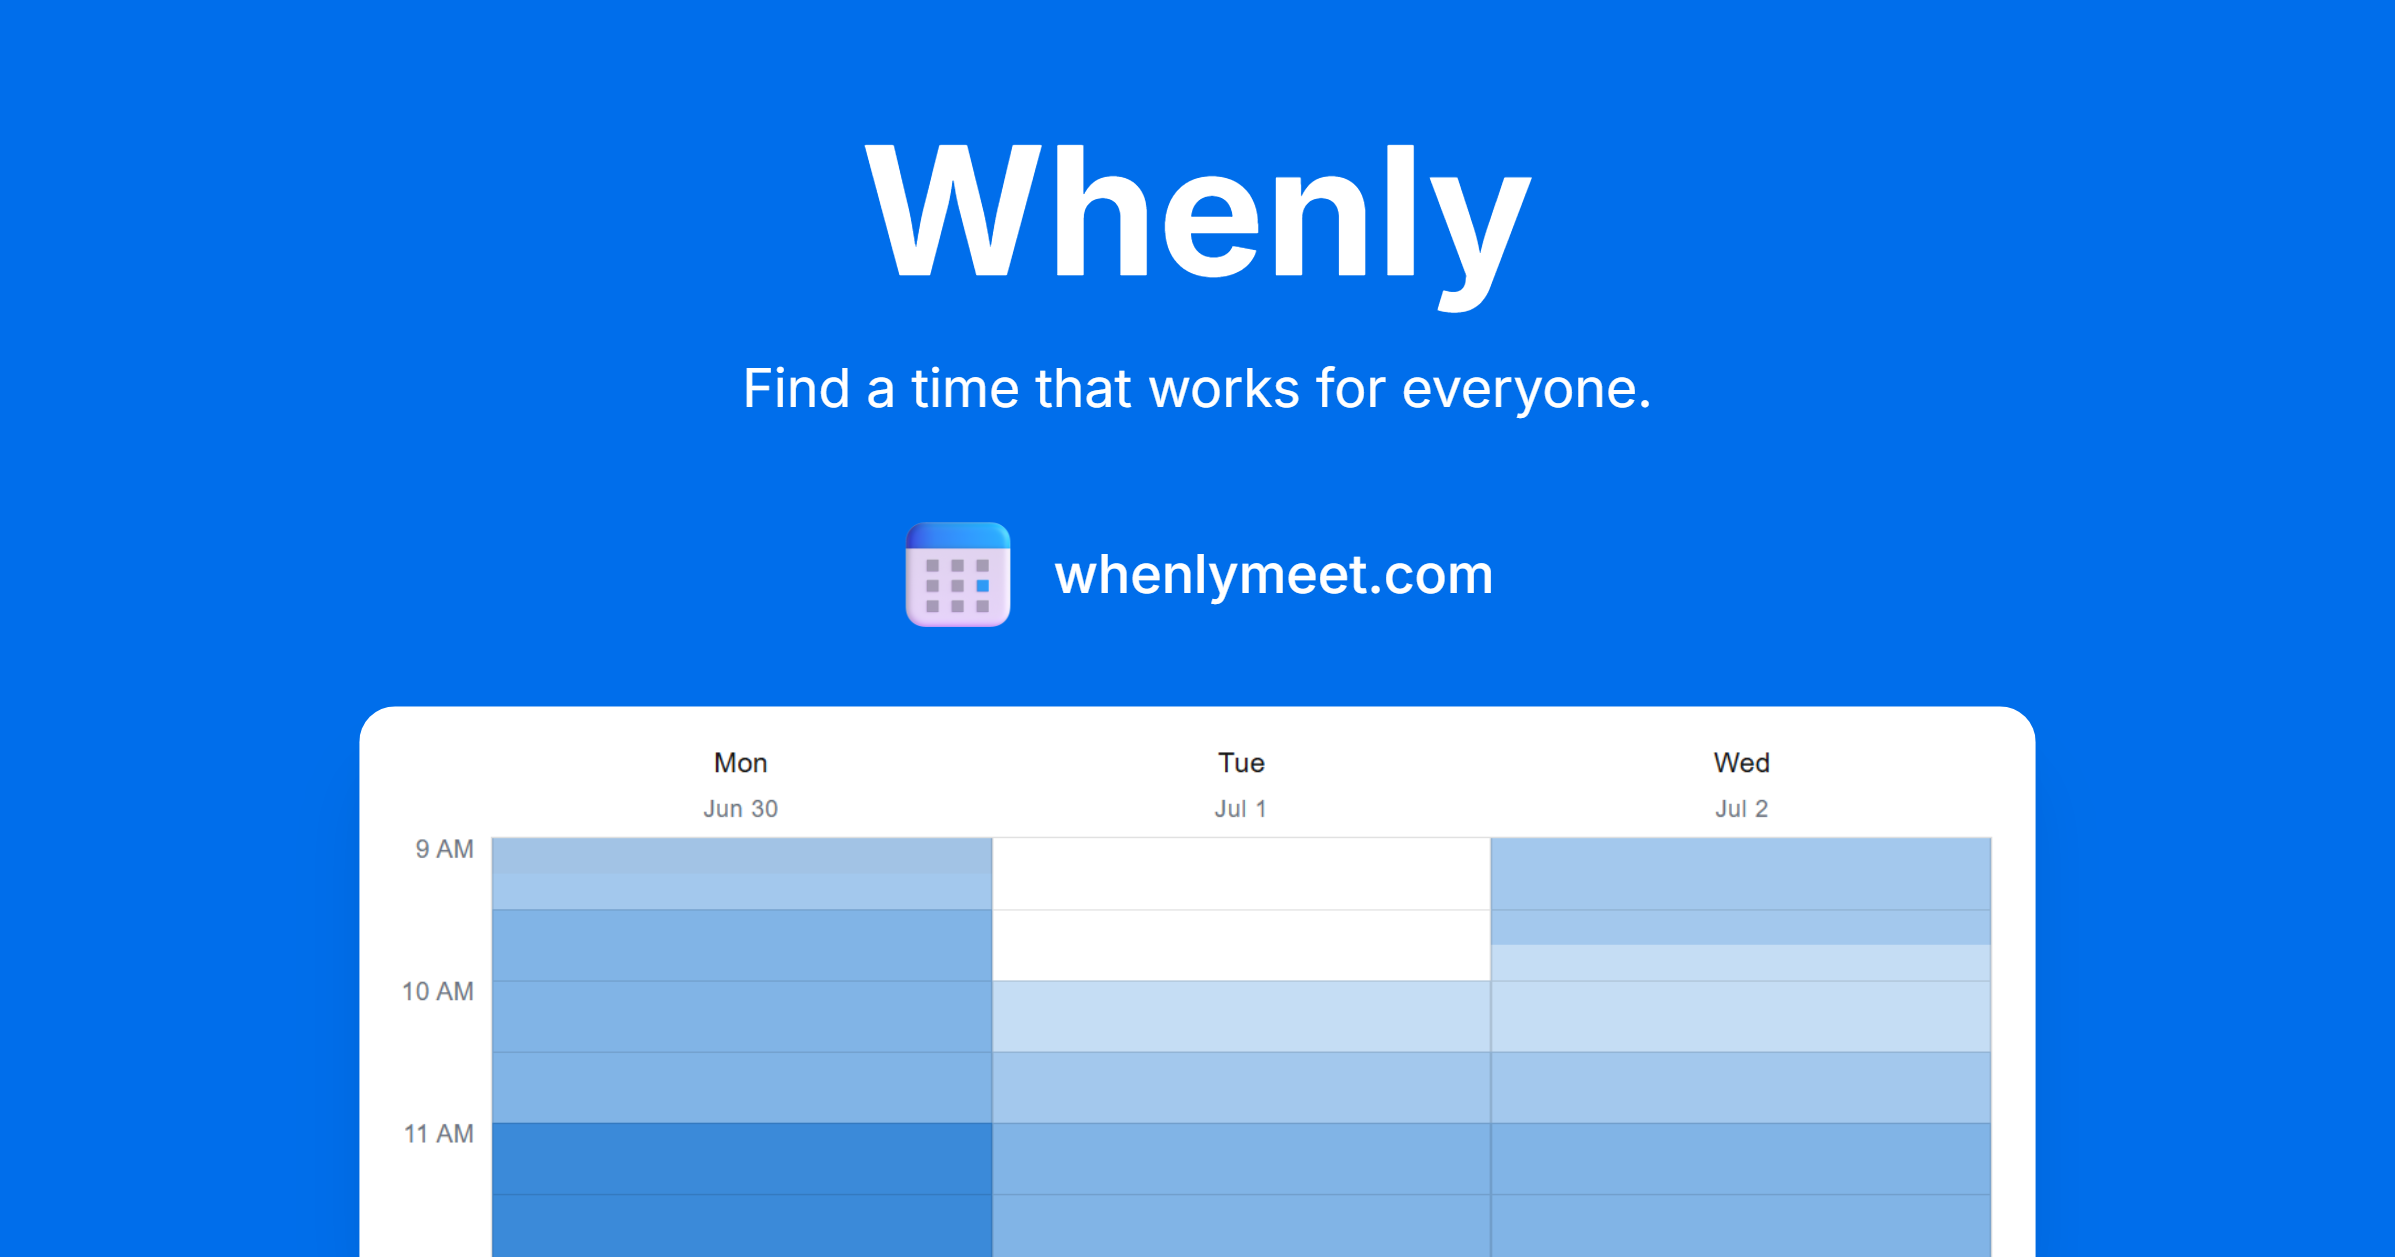 Whenly
Find a time that works for everyone.
whenlymeet.com
Mon Tue Wed
Jun 30 Jul 1 Jul 2
9 AM
10 AM
11 AM